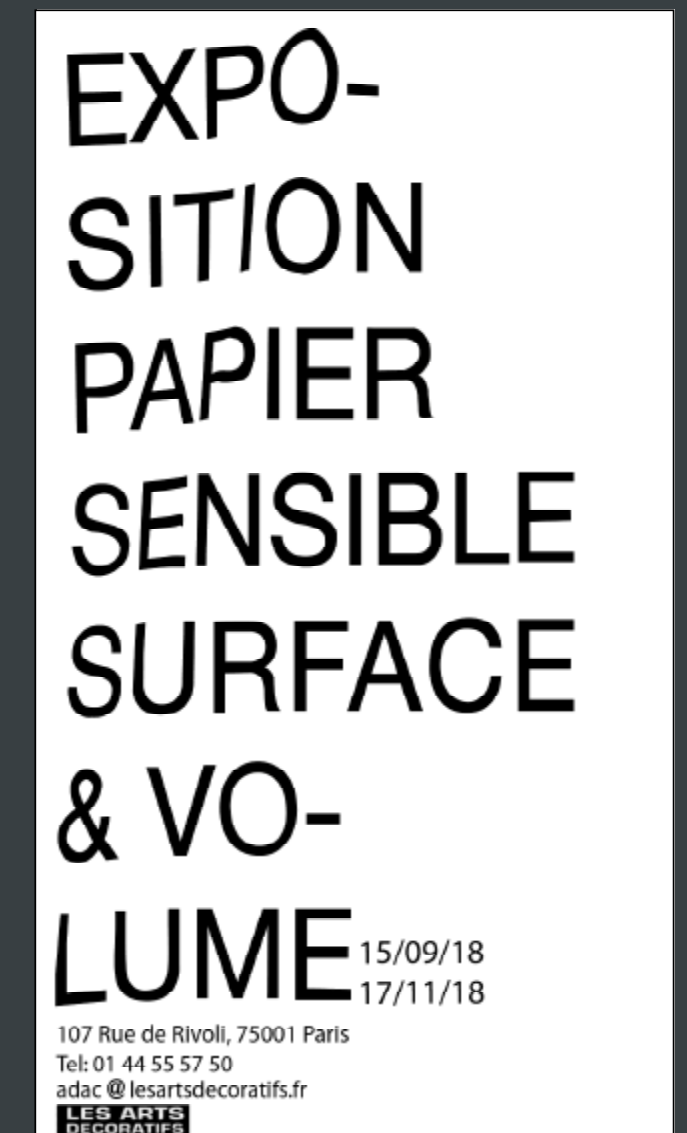 EXPO-
SITION
PAPIER
SENSIBLE
SURFACE
& VO-
LUME
15/09/18
17/11/18
107 Rue de Rivoli, 75001 Paris
Tel: 01 44 55 57 50
adac @ lesartsdecoratifs.fr
LES ARTS
DECORATIFS